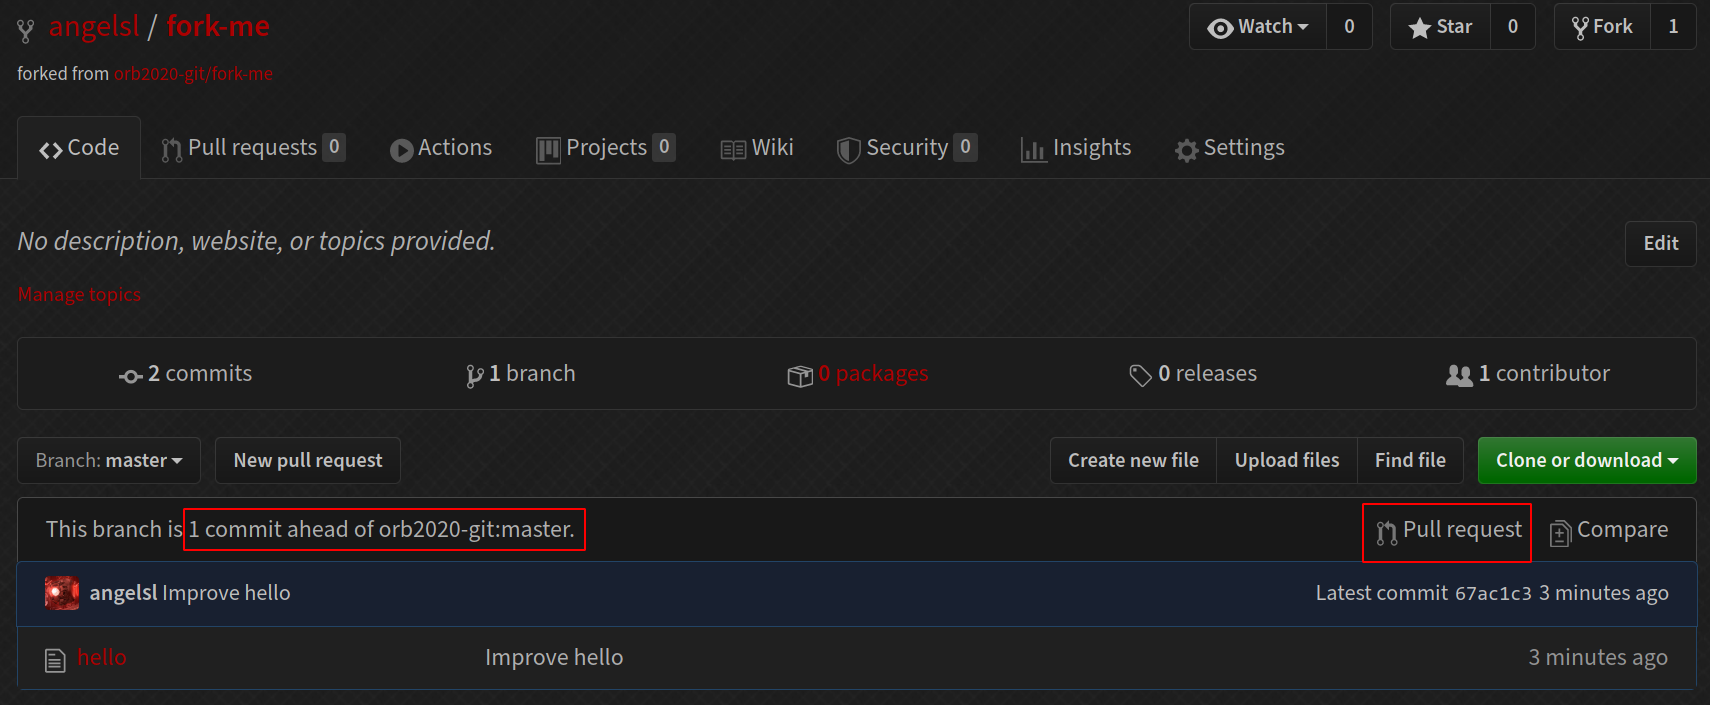 angelsl / fork-me
Watch 0 Star 0 Fork 1
forked from orb2020-git/fork-me
Code Pull requests 0 Actions Projects 0 Wiki Security 0 Insights Settings
No description, website, or topics provided.
Edit
Manage topics
2 commits 1 branch 0 packages 0 releases 1 contributor
Branch: master New pull request Create new file Upload files Find file Clone or download
This branch is 1 commit ahead of orb2020-git:master. Pull request Compare
angelsl Improve hello Latest commit 67ac1c3 3 minutes ago
hello Improve hello 3 minutes ago